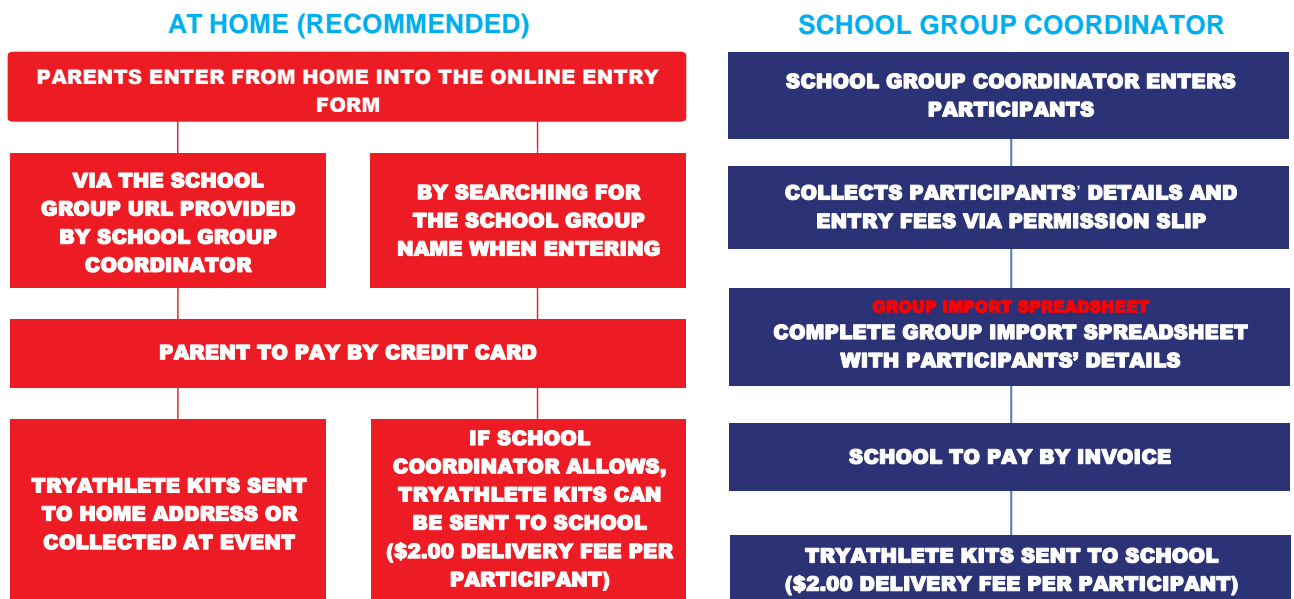 AT HOME (RECOMMENDED)
PARENTS ENTER FROM HOME INTO THE ONLINE ENTRY
FORM
VIA THE SCHOOL
GROUP URL PROVIDED
BY SCHOOL GROUP
COORDINATOR
BY SEARCHING FOR
THE SCHOOL GROUP
NAME WHEN ENTERING
PARENT TO PAY BY CREDIT CARD
TRYATHLETE KITS SENT
TO HOME ADDRESS OR
COLLECTED AT EVENT
IF SCHOOL
COORDINATOR ALLOWS,
TRYATHLETE KITS CAN
BE SENT TO SCHOOL
($2.00 DELIVERY FEE PER
PARTICIPANT)
SCHOOL GROUP COORDINATOR
SCHOOL GROUP COORDINATOR ENTERS
PARTICIPANTS
COLLECTS PARTICIPANTS’ DETAILS AND
ENTRY FEES VIA PERMISSION SLIP
GROUP IMPORT SPREADSHEET
COMPLETE GROUP IMPORT SPREADSHEET
WITH PARTICIPANTS’ DETAILS
SCHOOL TO PAY BY INVOICE
TRYATHLETE KITS SENT TO SCHOOL
($2.00 DELIVERY FEE PER PARTICIPANT)